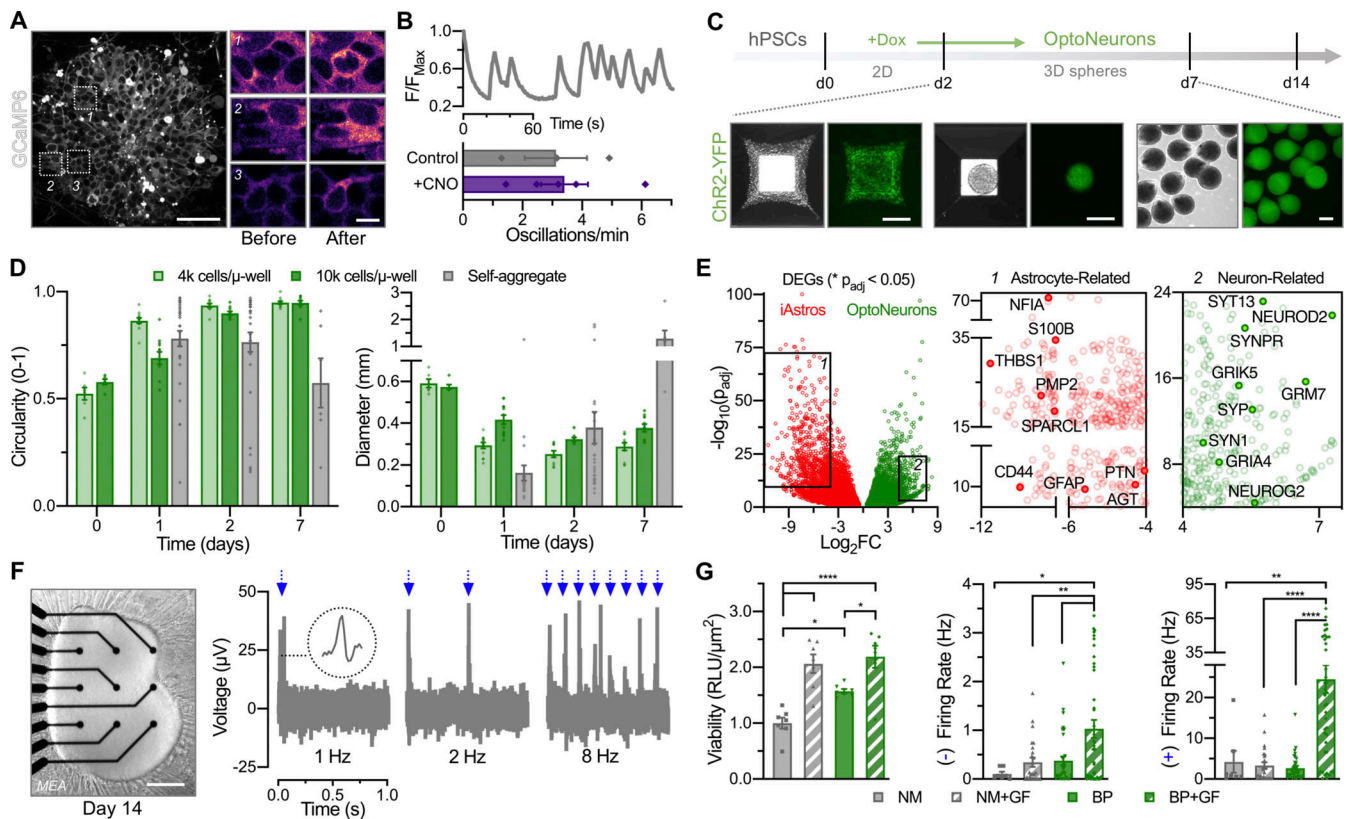 A
GCaMP6
1
2
3
1
2
3
Before
After
B
F/F_Max
1.0
0.8
0.6
0.4
0.2
0
60
Time (s)
Control
+CNO
0
2
4
6
Oscillations/min
C
hPSCs
+Dox
OptoNeurons
2D
3D spheres
d0
d2
d7
d14
ChR2-YFP
D
4k cells/µ-well
10k cells/µ-well
Self-aggregate
Circularity (0-1)
1.0
0.5
0.0
0
1
2
7
Time (days)
Diameter (mm)
3
2
1
0.6
0.4
0.2
0.0
0
1
2
7
Time (days)
E
DEGs (* p_adj < 0.05)
iAstros
OptoNeurons
-log₁₀(p_adj)
100
75
50
25
0
-9
-3
3
9
Log₂FC
1
2
1 Astrocyte-Related
70
35
15
10
-12
-6
-4
NFIA
S100B
THBS1
PMP2
SPARCL1
CD44
GFAP
PTN
AGT
2 Neuron-Related
24
16
8
4
7
SYT13
NEUROD2
SYNPR
GRIK5
GRM7
SYP
SYN1
GRIA4
NEUROG2
F
MEA
Day 14
Voltage (µV)
50
25
0
-25
1 Hz
2 Hz
8 Hz
0.0
0.5
1.0
Time (s)
G
Viability (RLU/µm²)
3.0
2.0
1.0
0.0
****
*
*
(-) Firing Rate (Hz)
4
3
2
1
0
*
**
(+) Firing Rate (Hz)
95
65
35
15
10
5
0
**
****
****
NM
NM+GF
BP
BP+GF